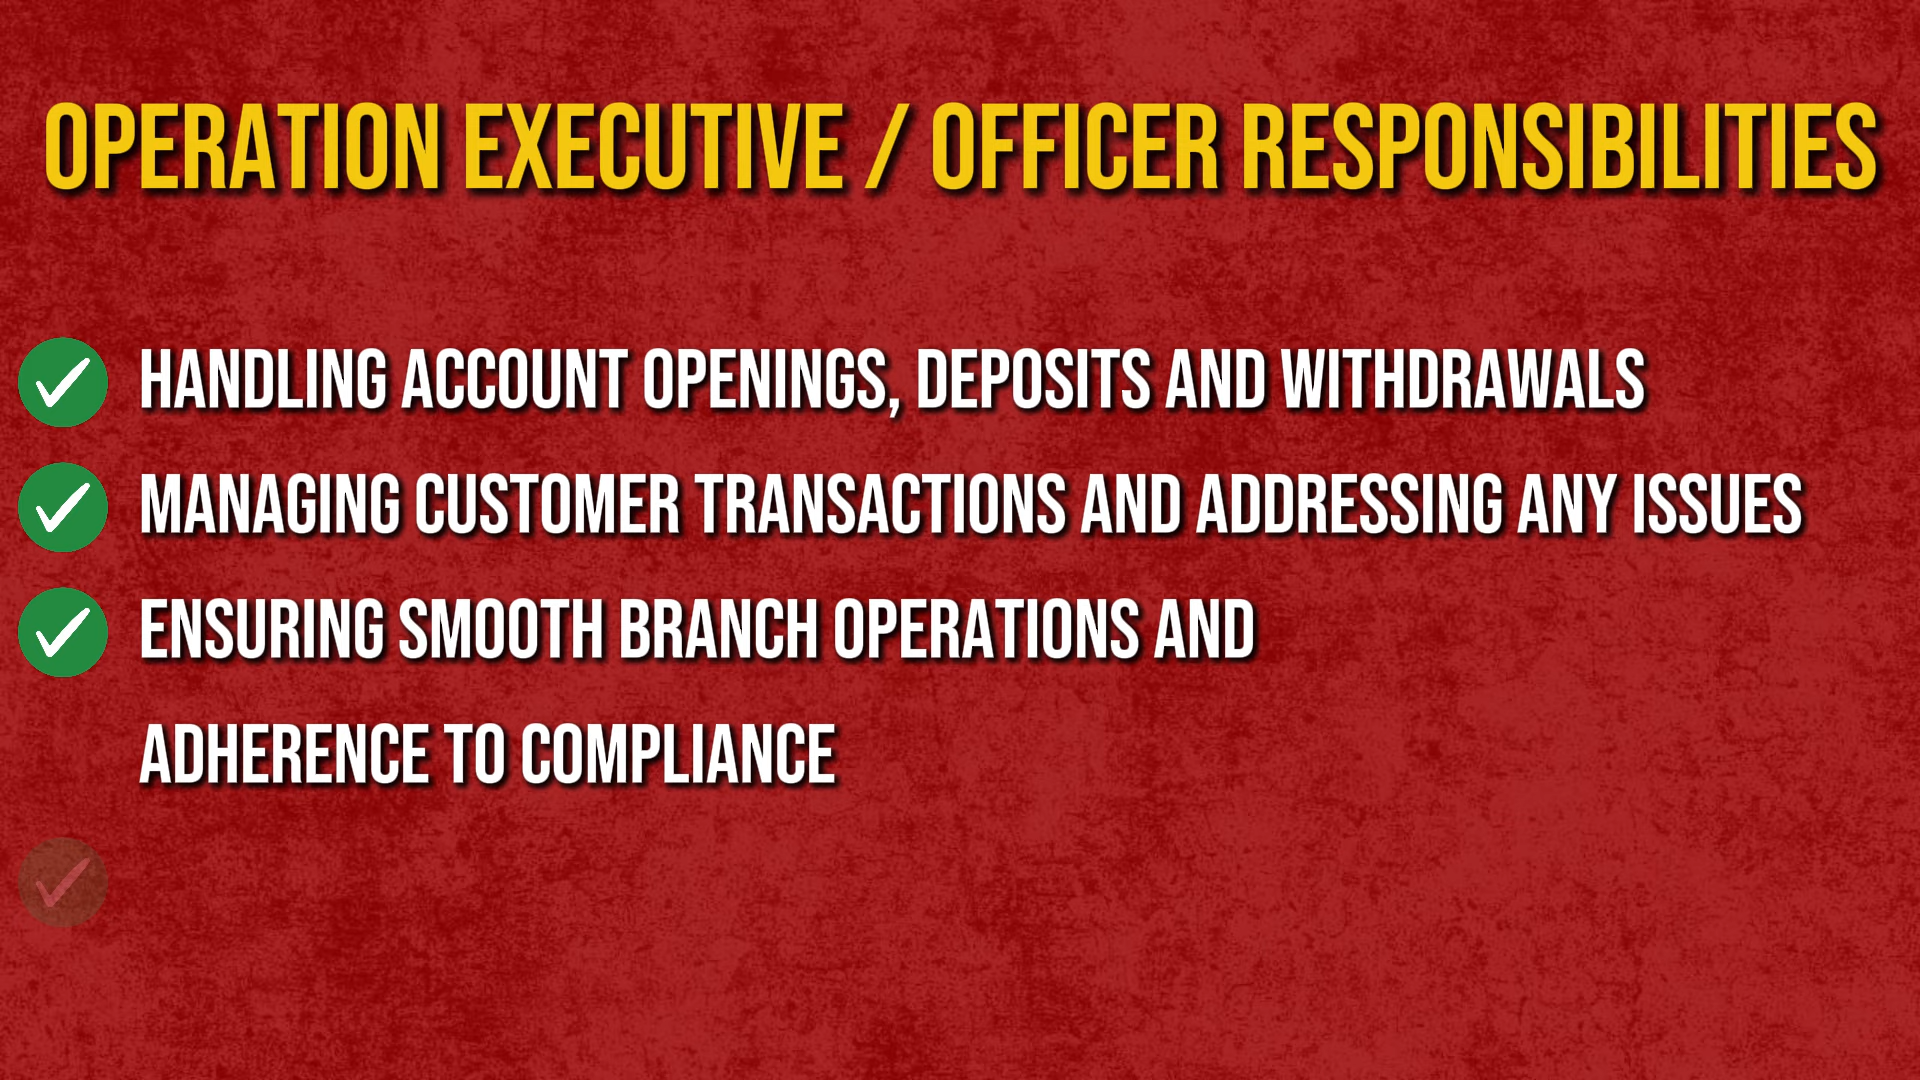 OPERATION EXECUTIVE / OFFICER RESPONSIBILITIES
HANDLING ACCOUNT OPENINGS, DEPOSITS AND WITHDRAWALS
MANAGING CUSTOMER TRANSACTIONS AND ADDRESSING ANY ISSUES
ENSURING SMOOTH BRANCH OPERATIONS AND
ADHERENCE TO COMPLIANCE